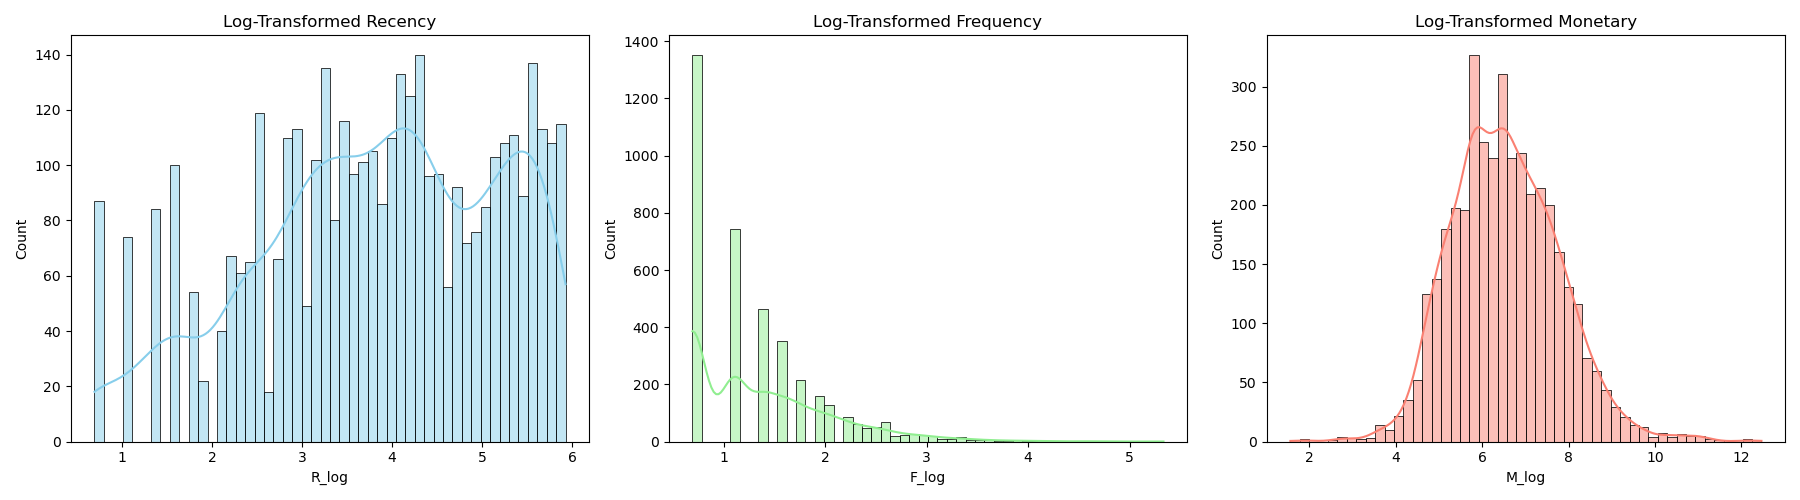 Log-Transformed Recency
140
120
100
80
60
40
20
0
Count
1 2 3 4 5 6
R_log
Log-Transformed Frequency
1400
1200
1000
800
600
400
200
0
Count
1 2 3 4 5
F_log
Log-Transformed Monetary
300
250
200
150
100
50
0
Count
2 4 6 8 10 12
M_log